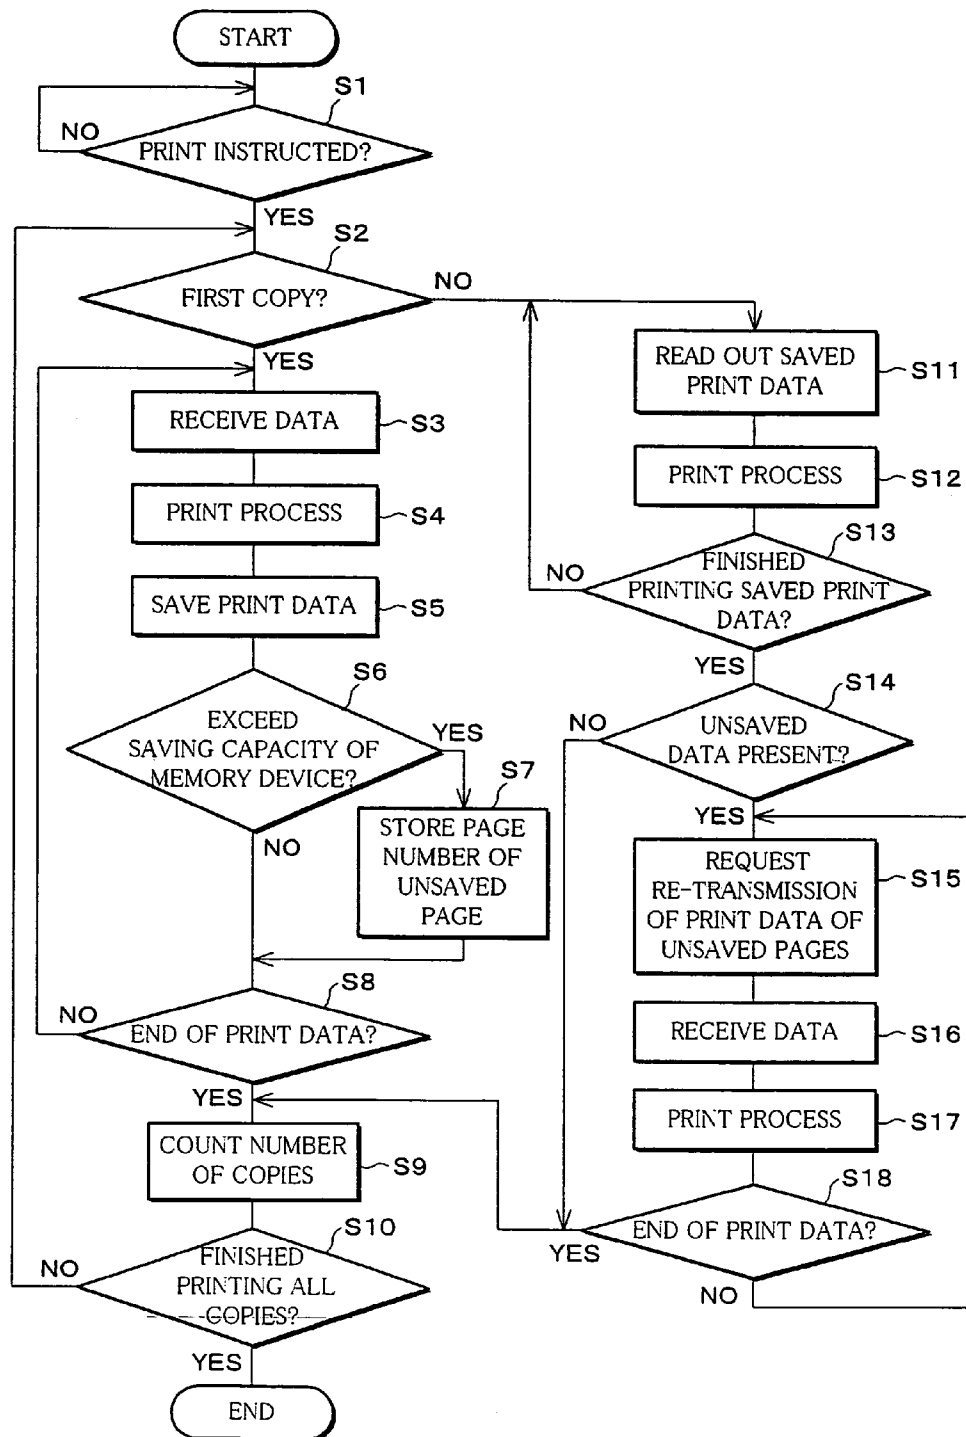 START
S1
NO
PRINT INSTRUCTED?
YES
S2
NO
FIRST COPY?
YES
RECEIVE DATA
S3
PRINT PROCESS
S4
SAVE PRINT DATA
S5
S6
EXCEED
SAVING CAPACITY OF
MEMORY DEVICE?
YES
NO
S7
STORE PAGE
NUMBER OF
UNSAVED
PAGE
S8
NO
END OF PRINT DATA?
YES
COUNT NUMBER
OF COPIES
S9
S10
NO
FINISHED
PRINTING ALL
COPIES?
YES
END
READ OUT SAVED
PRINT DATA
S11
PRINT PROCESS
S12
S13
NO
FINISHED
PRINTING SAVED PRINT
DATA?
YES
S14
NO
UNSAVED
DATA PRESENT?
YES
REQUEST
RE-TRANSMISSION
OF PRINT DATA OF
UNSAVED PAGES
S15
RECEIVE DATA
S16
PRINT PROCESS
S17
S18
END OF PRINT DATA?
YES
NO